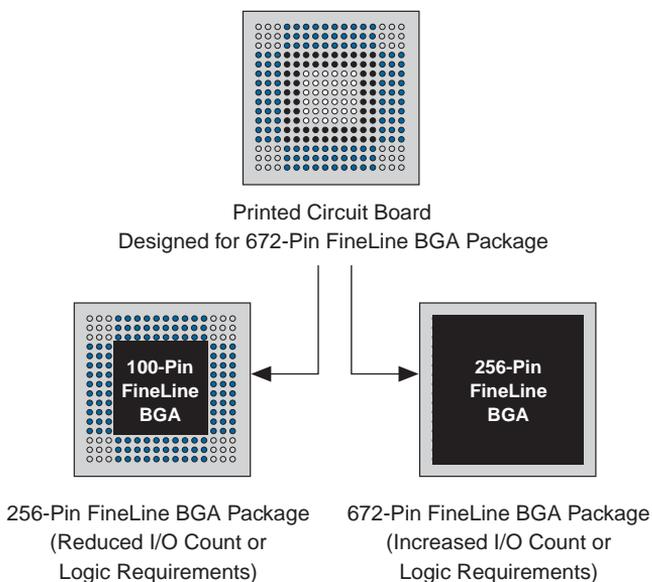 Printed Circuit Board
Designed for 672-Pin FineLine BGA Package
100-Pin
FineLine
BGA
256-Pin
FineLine
BGA
256-Pin FineLine BGA Package
(Reduced I/O Count or
Logic Requirements)
672-Pin FineLine BGA Package
(Increased I/O Count or
Logic Requirements)